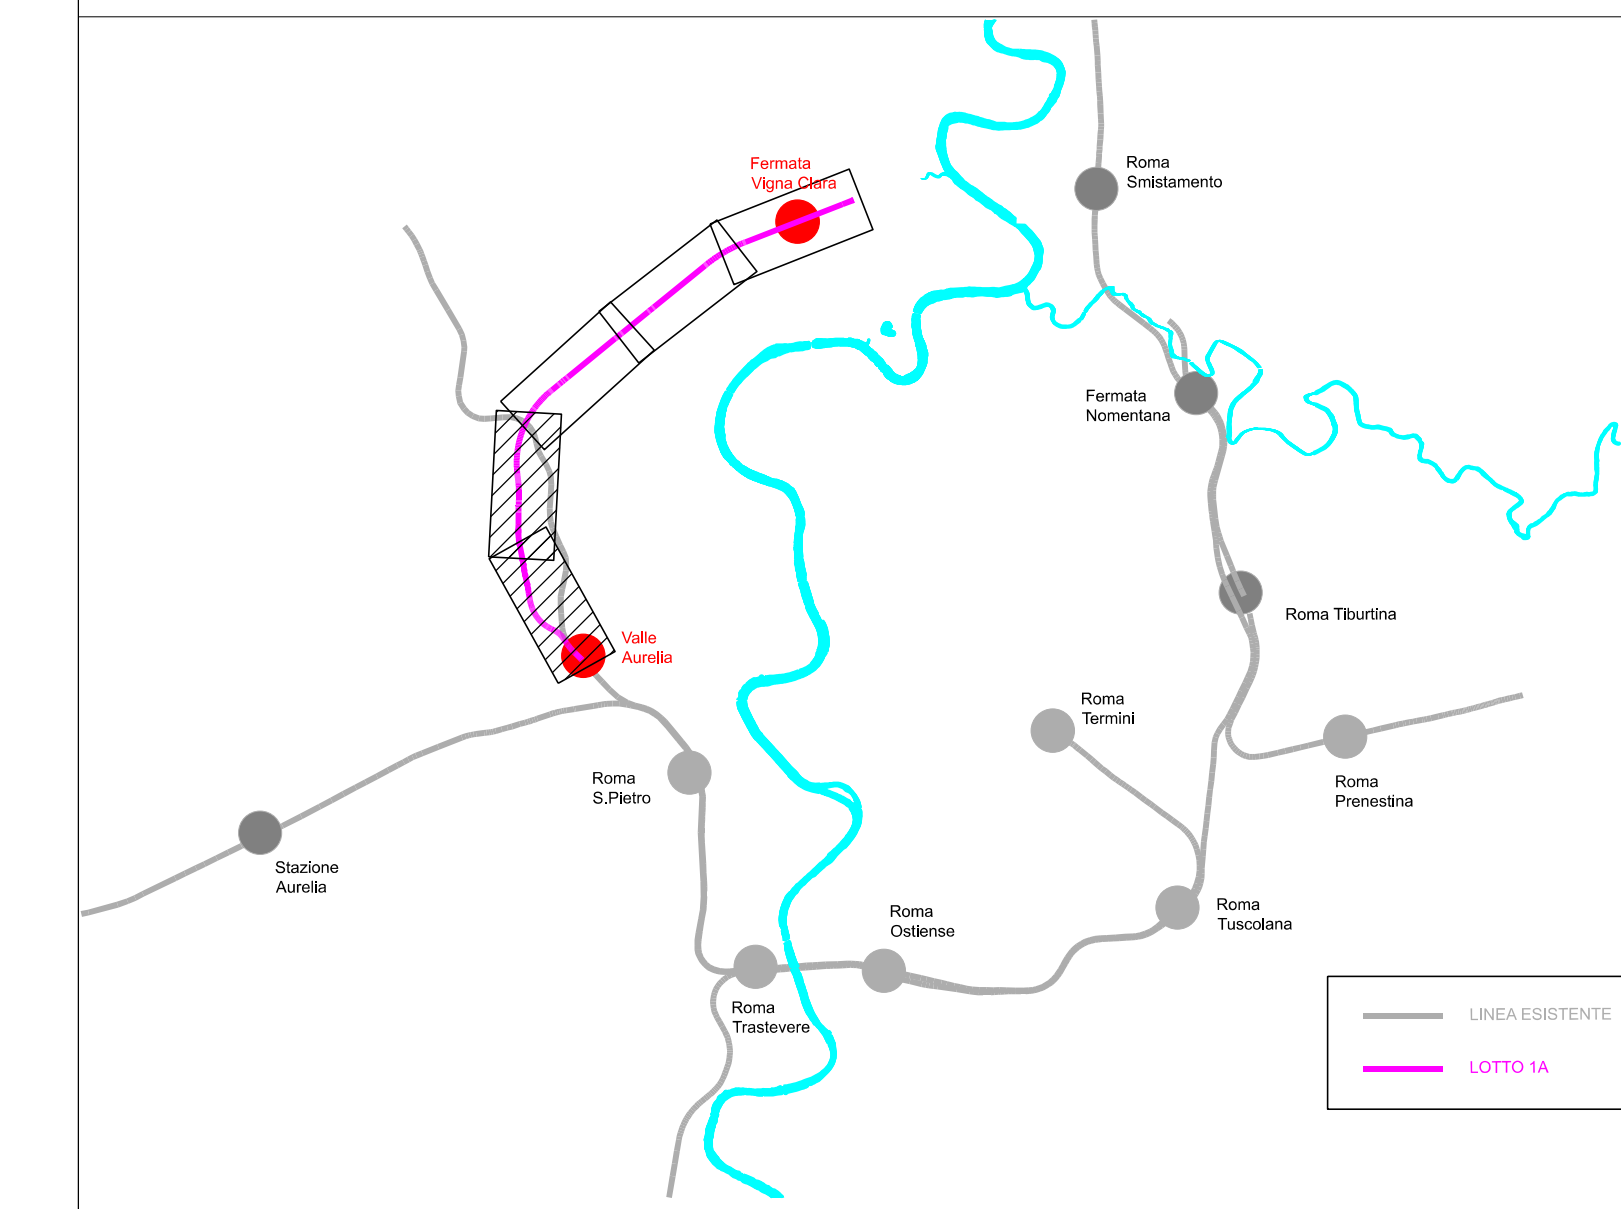 Fermata
Vigna Clara
Roma
Smistamento
Fermata
Nomentana
Roma Tiburtina
Valle
Aurelia
Roma
Termini
Roma
S.Pietro
Roma
Prenestina
Stazione
Aurelia
Roma
Ostiense
Roma
Tuscolana
Roma
Trastevere
LINEA ESISTENTE
LOTTO 1A